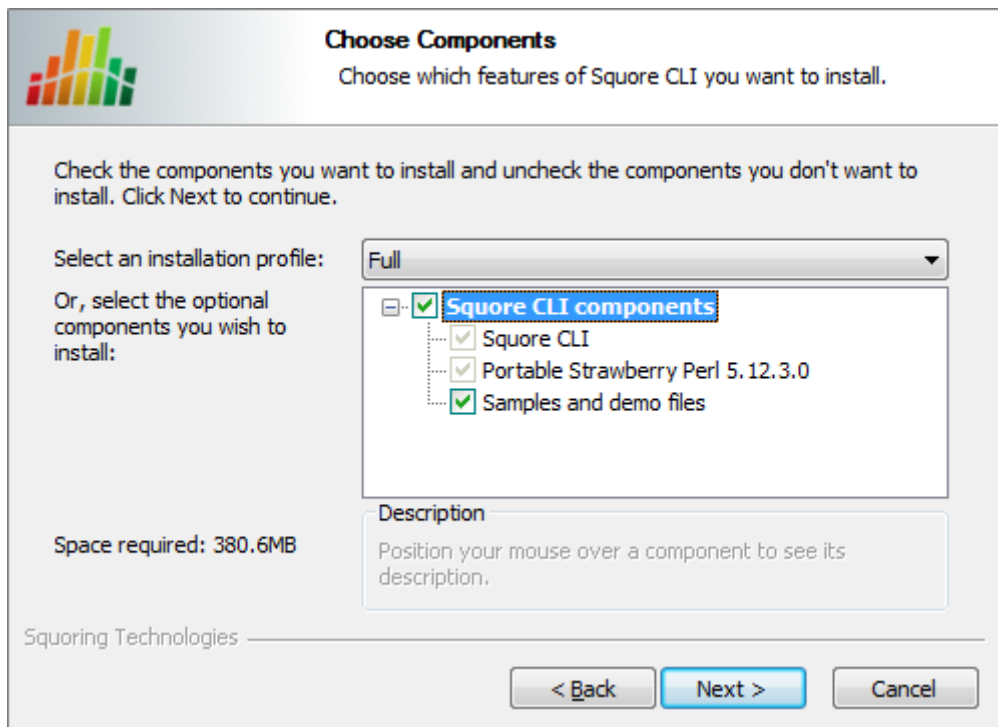 Choose Components
Choose which features of Squore CLI you want to install.
Check the components you want to install and uncheck the components you don't want to
install. Click Next to continue.
Select an installation profile:
Full
Or, select the optional
components you wish to
install:
Squore CLI components
Squore CLI
Portable Strawberry Perl 5.12.3.0
Samples and demo files
Space required: 380.6MB
Description
Position your mouse over a component to see its
description.
Squoring Technologies
< Back
Next >
Cancel